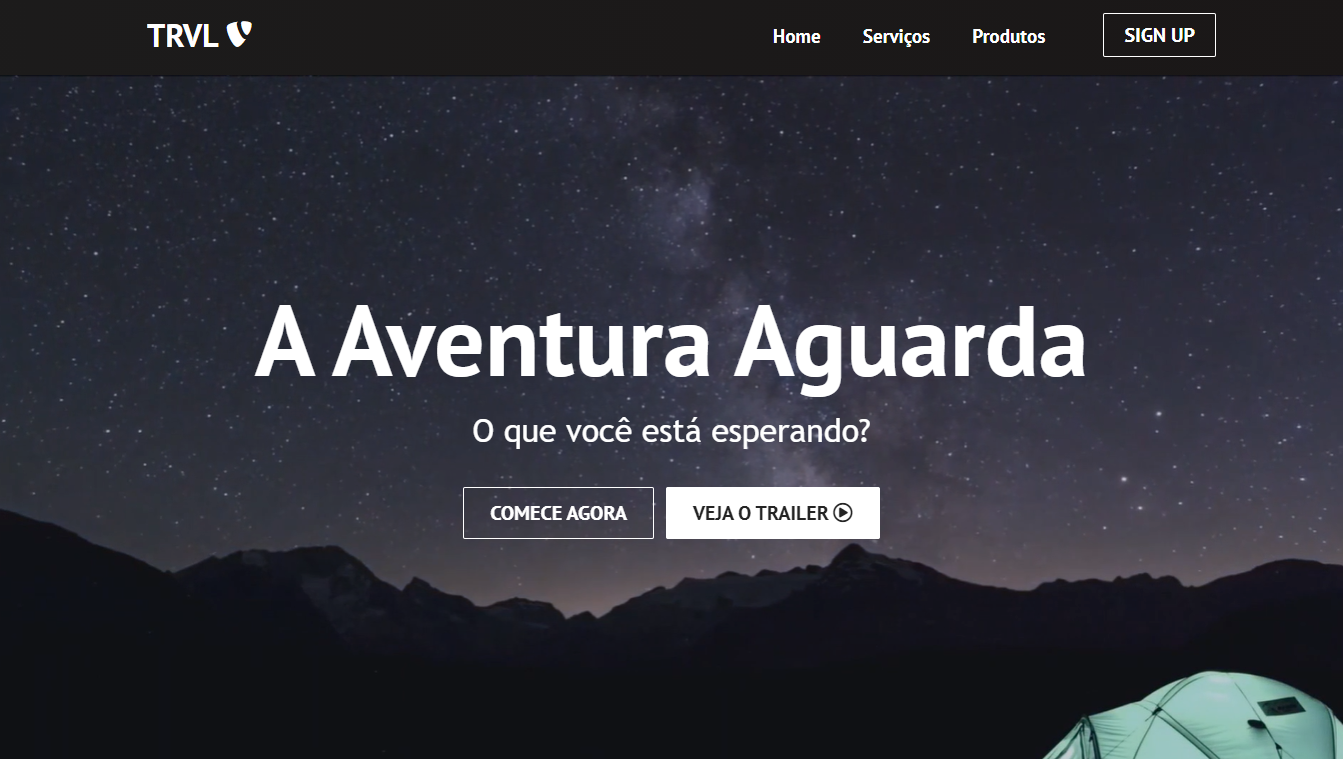 TRVL
Home Serviços Produtos SIGN UP
A Aventura Aguarda
O que você está esperando?
COMECE AGORA VEJA O TRAILER